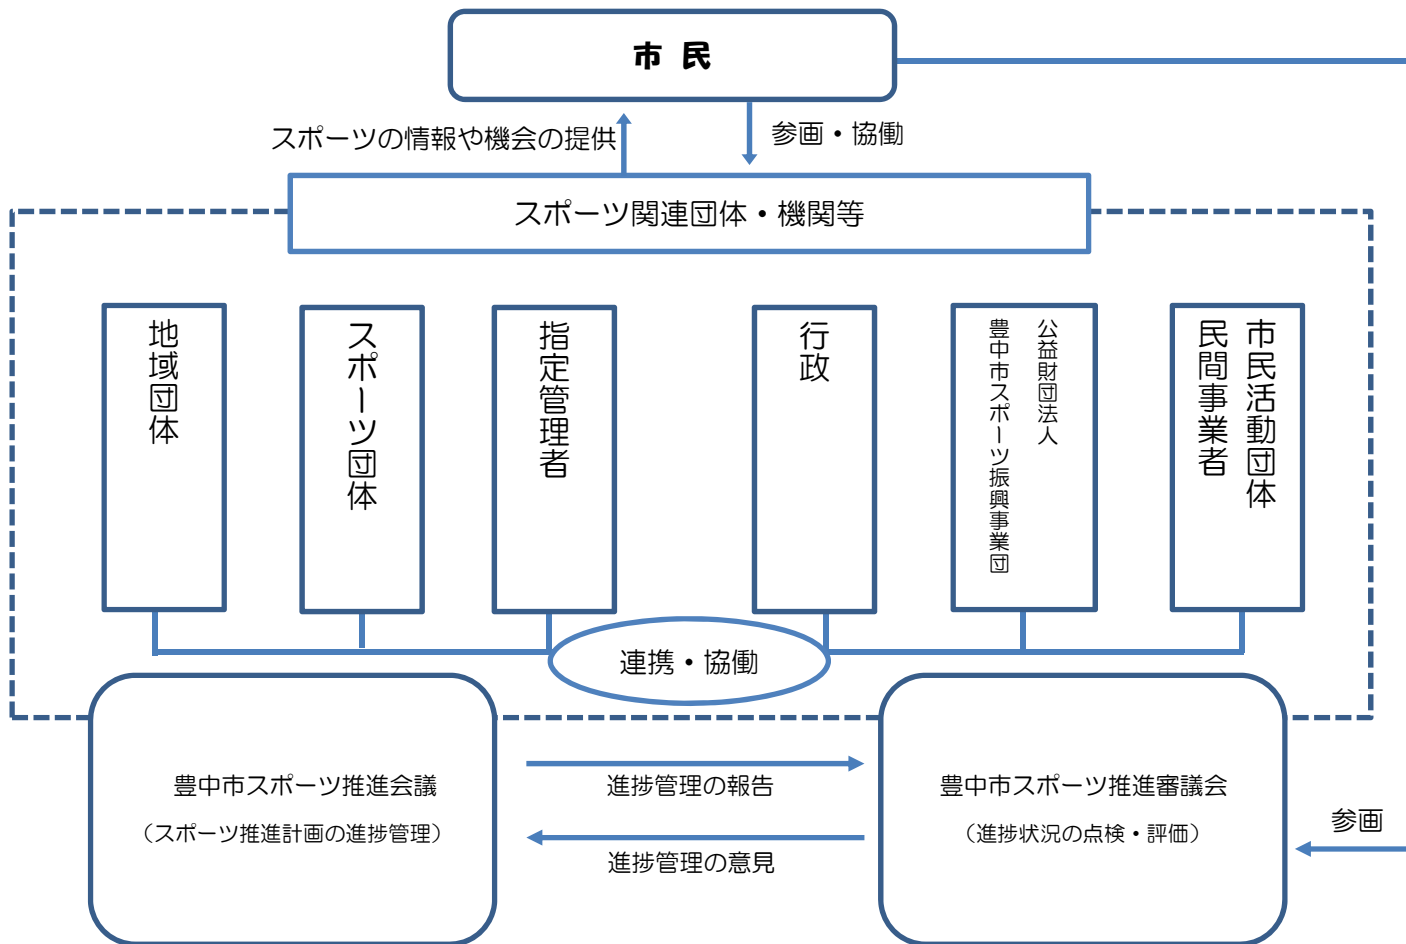 市 民
スポーツの情報や機会の提供
参画・協働
スポーツ関連団体・機関等
地域団体
スポーツ団体
指定管理者
行政
公益財団法人
豊中市スポーツ振興事業団
市民活動団体
民間事業者
連携・協働
豊中市スポーツ推進会議
（スポーツ推進計画の進捗管理）
進捗管理の報告
進捗管理の意見
豊中市スポーツ推進審議会
（進捗状況の点検・評価）
参画